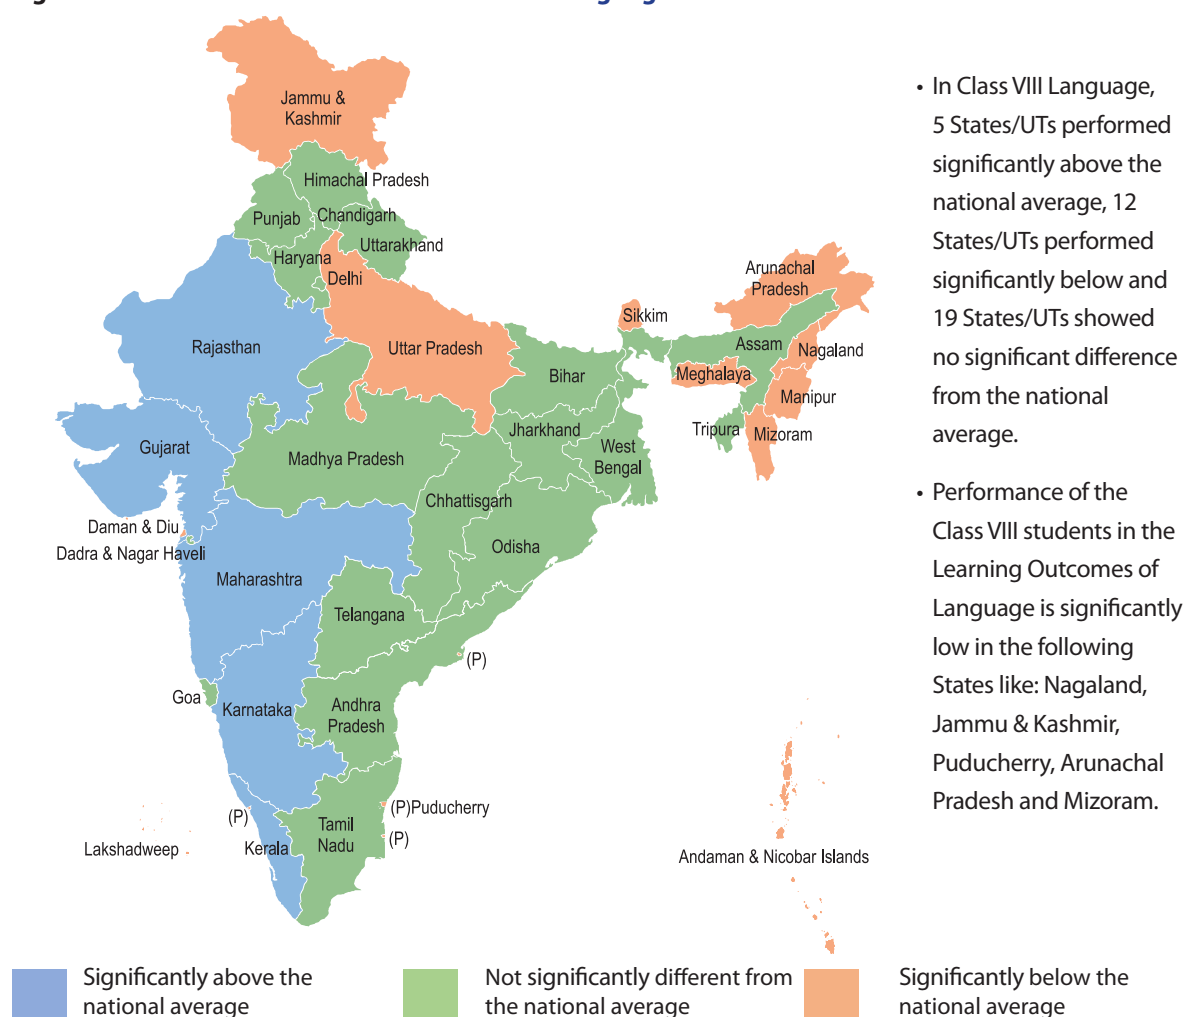 Jammu &
Kashmir
Himachal Pradesh
Punjab
Chandigarh
Uttarakhand
Haryana
Delhi
Arunachal
Pradesh
Sikkim
Rajasthan
Uttar Pradesh
Assam
Nagaland
Bihar
Meghalaya
Manipur
Jharkhand
Tripura
Mizoram
Gujarat
Madhya Pradesh
West
Bengal
Chhattisgarh
Daman & Diu
Odisha
Dadra & Nagar Haveli
Maharashtra
Telangana
(P)
Goa
Karnataka
Andhra
Pradesh
(P)
(P)Puducherry
Tamil
Nadu
(P)
Lakshadweep
Kerala
Andaman & Nicobar Islands
• In Class VIII Language,
5 States/UTs performed
significantly above the
national average, 12
States/UTs performed
significantly below and
19 States/UTs showed
no significant difference
from the national
average.
• Performance of the
Class VIII students in the
Learning Outcomes of
Language is significantly
low in the following
States like: Nagaland,
Jammu & Kashmir,
Puducherry, Arunachal
Pradesh and Mizoram.
Significantly above the
national average
Not significantly different from
the national average
Significantly below the
national average